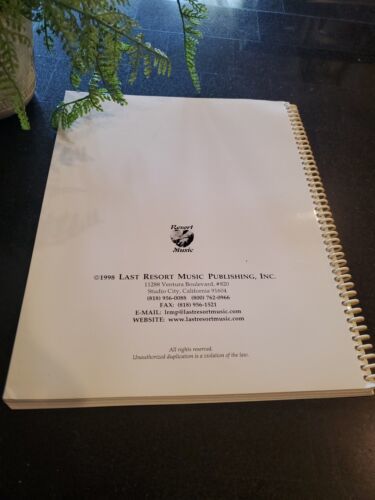 Resort
Music
©1998 LAST RESORT MUSIC PUBLISHING, INC.
11288 Ventura Boulevard, #820
Studio City, California 91604
(818) 956-0088 (800) 762-0966
FAX: (818) 956-1521
E-MAIL: lrmp@lastresortmusic.com
WEBSITE: www.lastresortmusic.com
All rights reserved.
Unauthorized duplication is a violation of the law.